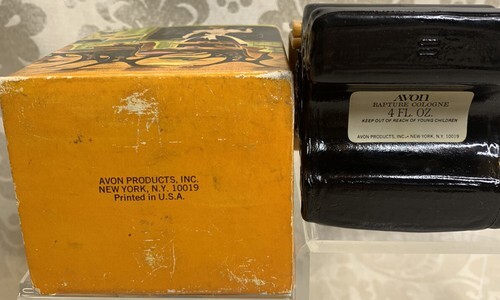 AVON PRODUCTS, INC.
NEW YORK, N.Y. 10019
Printed in U.S.A.
AVON
RAPTURE COLOGNE
4 FL. OZ.
KEEP OUT OF REACH OF YOUNG CHILDREN
AVON PRODUCTS, INC. • NEW YORK, N.Y. 10019